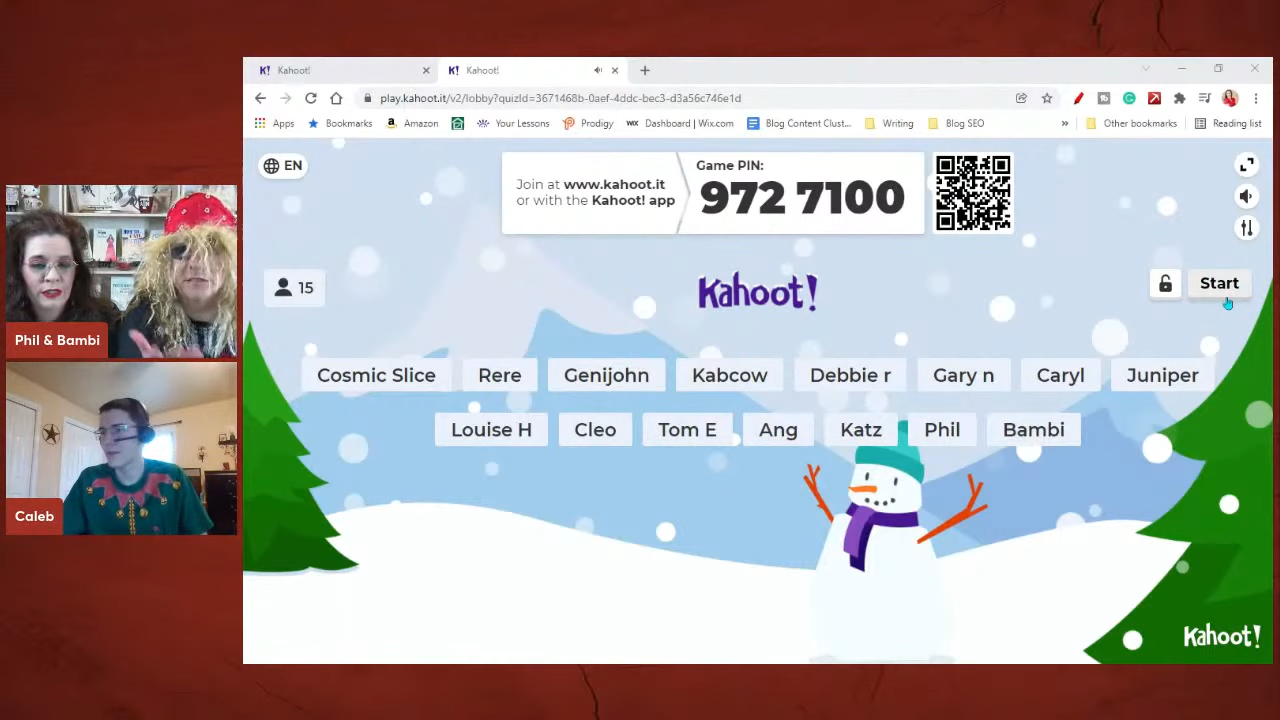 Kahoot!
Kahoot!
play.kahoot.it/v2/lobby?quizId=3671468b-0aef-4ddc-bec3-d3a56c746e1d
Apps Bookmarks Amazon Your Lessons Prodigy Dashboard | Wix.com Blog Content Clust... Writing Blog SEO » Other bookmarks Reading list
EN
Join at www.kahoot.it
or with the Kahoot! app
Game PIN:
972 7100
15
Kahoot!
Start
Cosmic Slice Rere Genijohn Kabcow Debbie r Gary n Caryl Juniper
Louise H Cleo Tom E Ang Katz Phil Bambi
Kahoot!
Phil & Bambi
Caleb